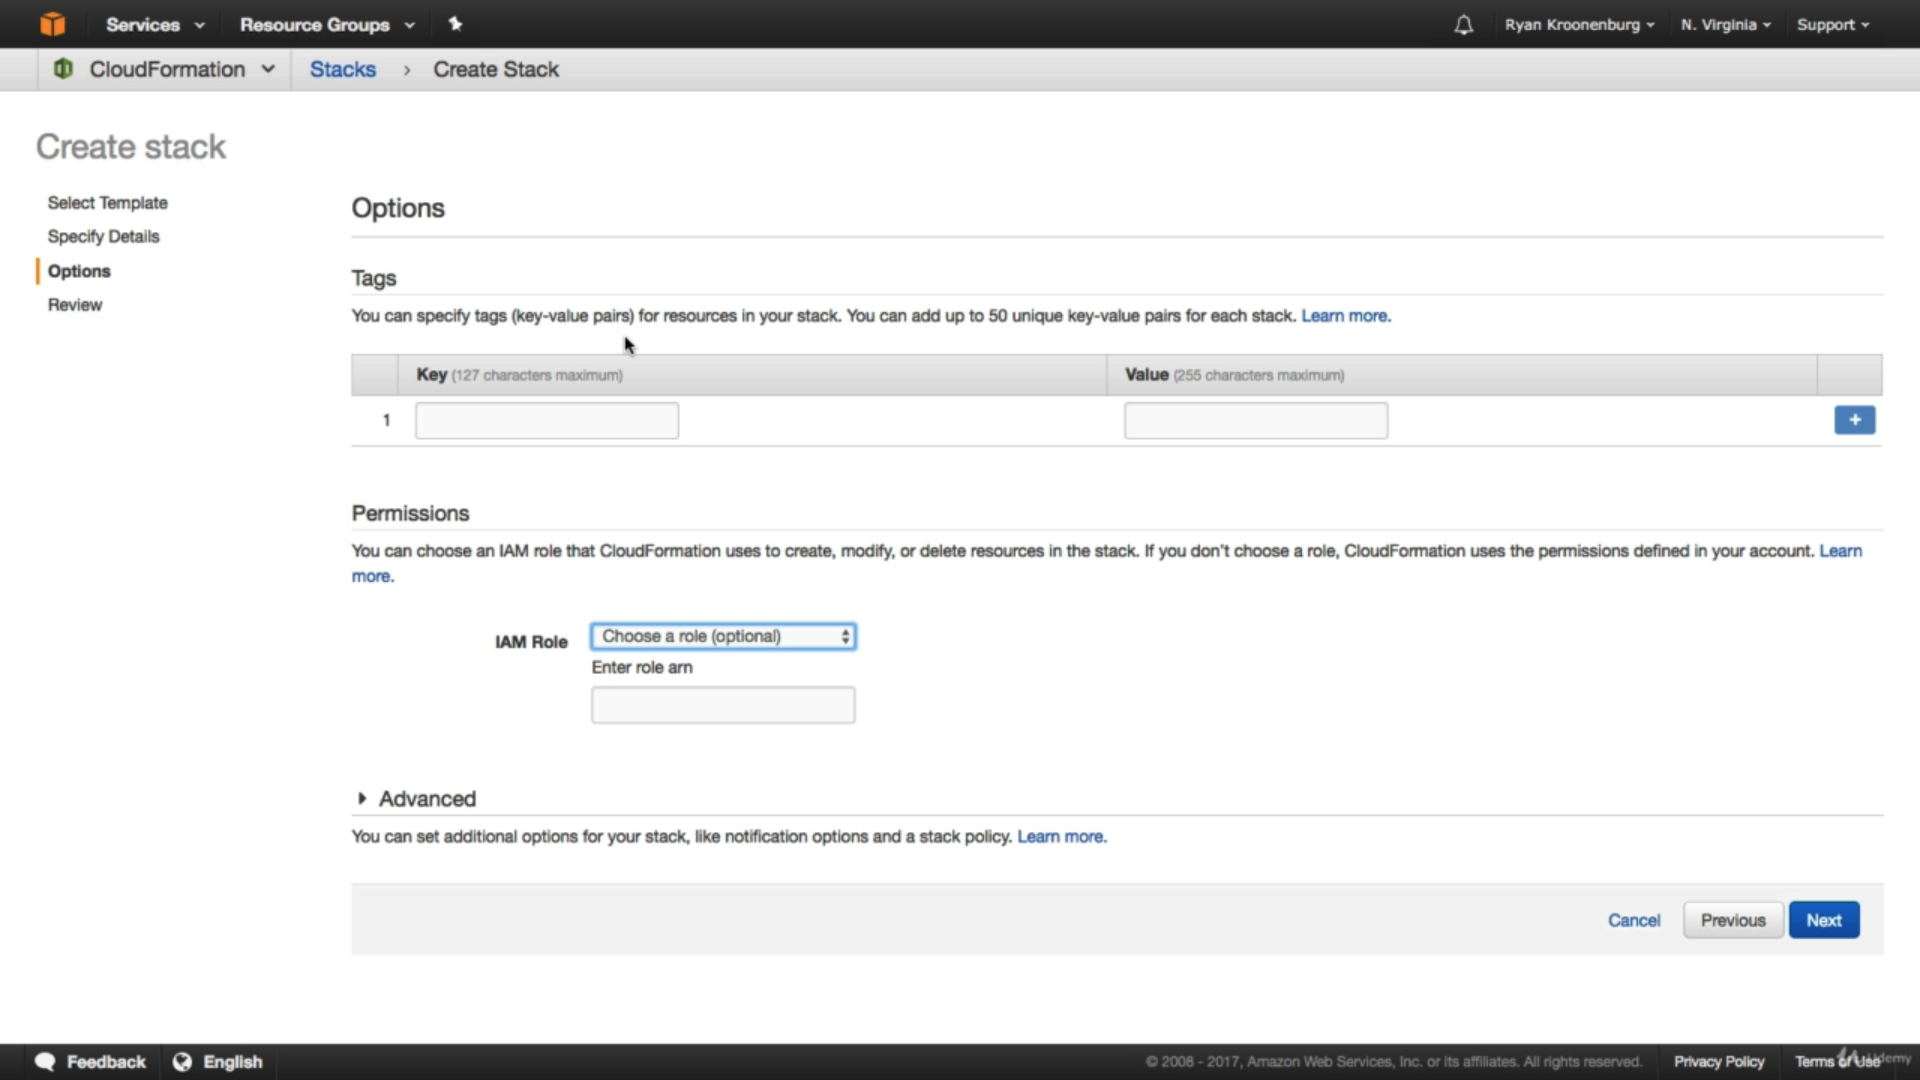 Services
Resource Groups
Ryan Kroonenburg
N. Virginia
Support
CloudFormation
Stacks
Create Stack
Create stack
Select Template
Specify Details
Options
Review
Options
Tags
You can specify tags (key-value pairs) for resources in your stack. You can add up to 50 unique key-value pairs for each stack. Learn more.
Key (127 characters maximum)
Value (255 characters maximum)
1
+
Permissions
You can choose an IAM role that CloudFormation uses to create, modify, or delete resources in the stack. If you don't choose a role, CloudFormation uses the permissions defined in your account. Learn
more.
IAM Role
Choose a role (optional)
Enter role arn
Advanced
You can set additional options for your stack, like notification options and a stack policy. Learn more.
Cancel
Previous
Next
Feedback
English
© 2008 - 2017, Amazon Web Services, Inc. or its affiliates. All rights reserved.
Privacy Policy
Terms of Use
Udemy